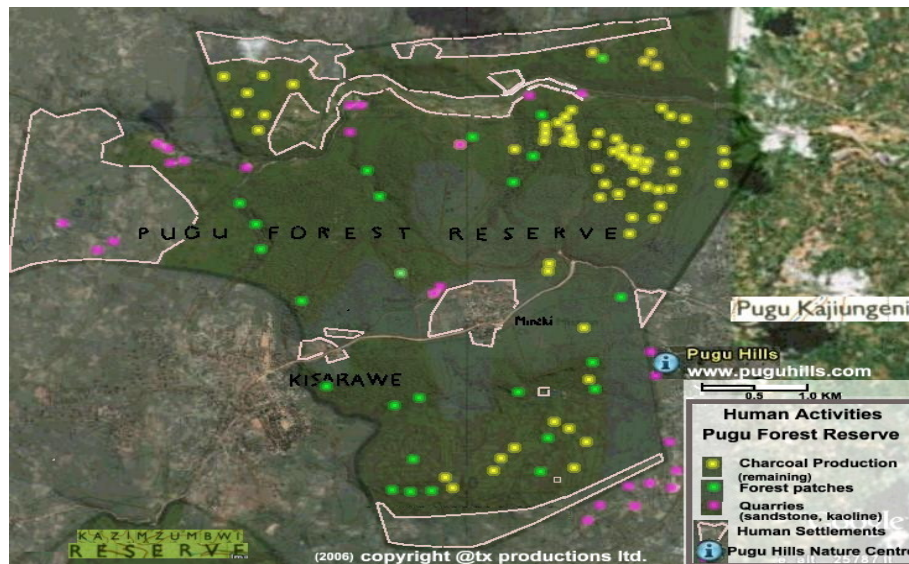 PUGU FOREST RESERVE
Pugu Kajiungeni
Pugu Hills
www.puguhills.com
KISARAWE
0.5 1.0 KM
Human Activities
Pugu Forest Reserve
Charcoal Production
(remaining)
Forest patches
Quarries
(sandstone, kaoline)
Human Settlements
Pugu Hills Nature Centre
KAZIMZUMBWI
RESERVE
(2006) copyright @tx productions ltd.